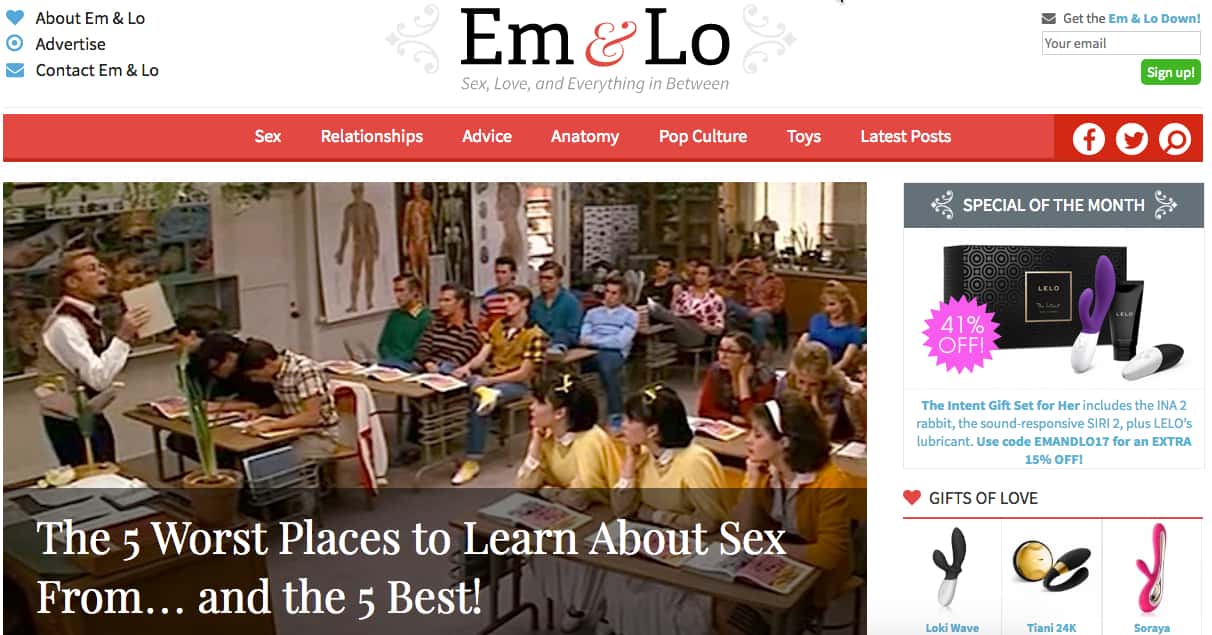 About Em & Lo
Advertise
Contact Em & Lo
Em & Lo
Sex, Love, and Everything in Between
Get the Em & Lo Down!
Your email
Sign up!
Sex
Relationships
Advice
Anatomy
Pop Culture
Toys
Latest Posts
The 5 Worst Places to Learn About Sex
From… and the 5 Best!
SPECIAL OF THE MONTH
LELO
LELO
41%
OFF!
The Intent Gift Set for Her includes the INA 2
rabbit, the sound-responsive SIRI 2, plus LELO's
lubricant. Use code EMANDLO17 for an EXTRA
15% OFF!
GIFTS OF LOVE
Loki Wave
Tiani 24K
Soraya